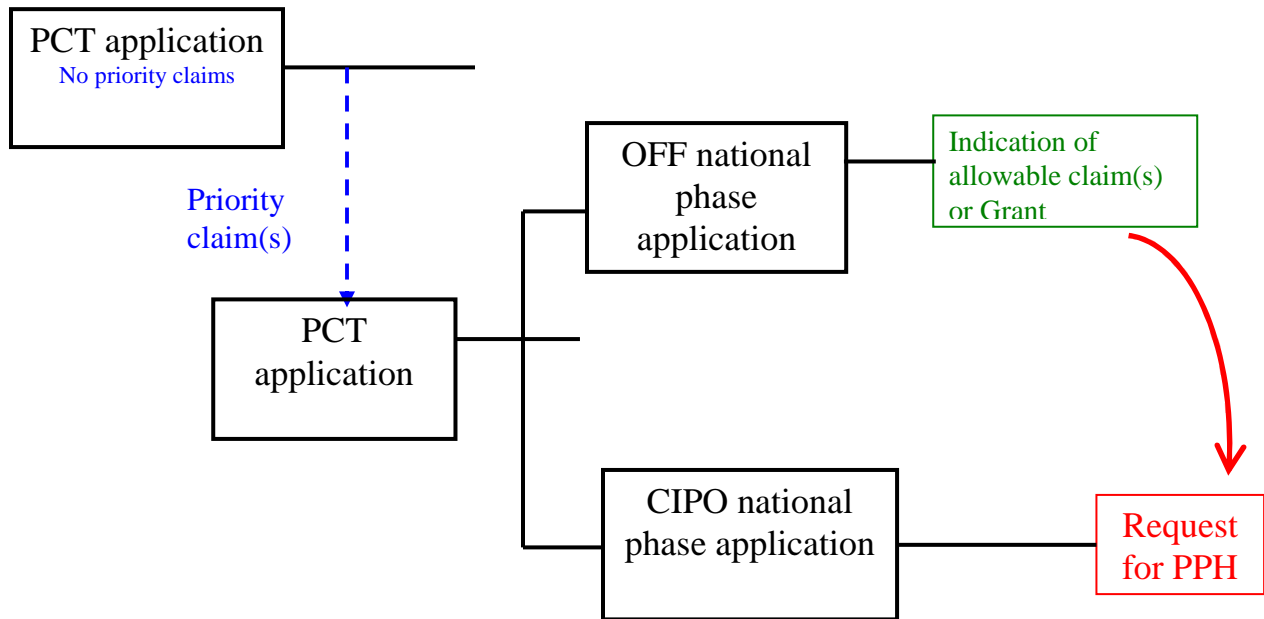 PCT application
No priority claims
Priority
claim(s)
PCT
application
OFF national
phase
application
Indication of
allowable claim(s)
or Grant
CIPO national
phase application
Request
for PPH